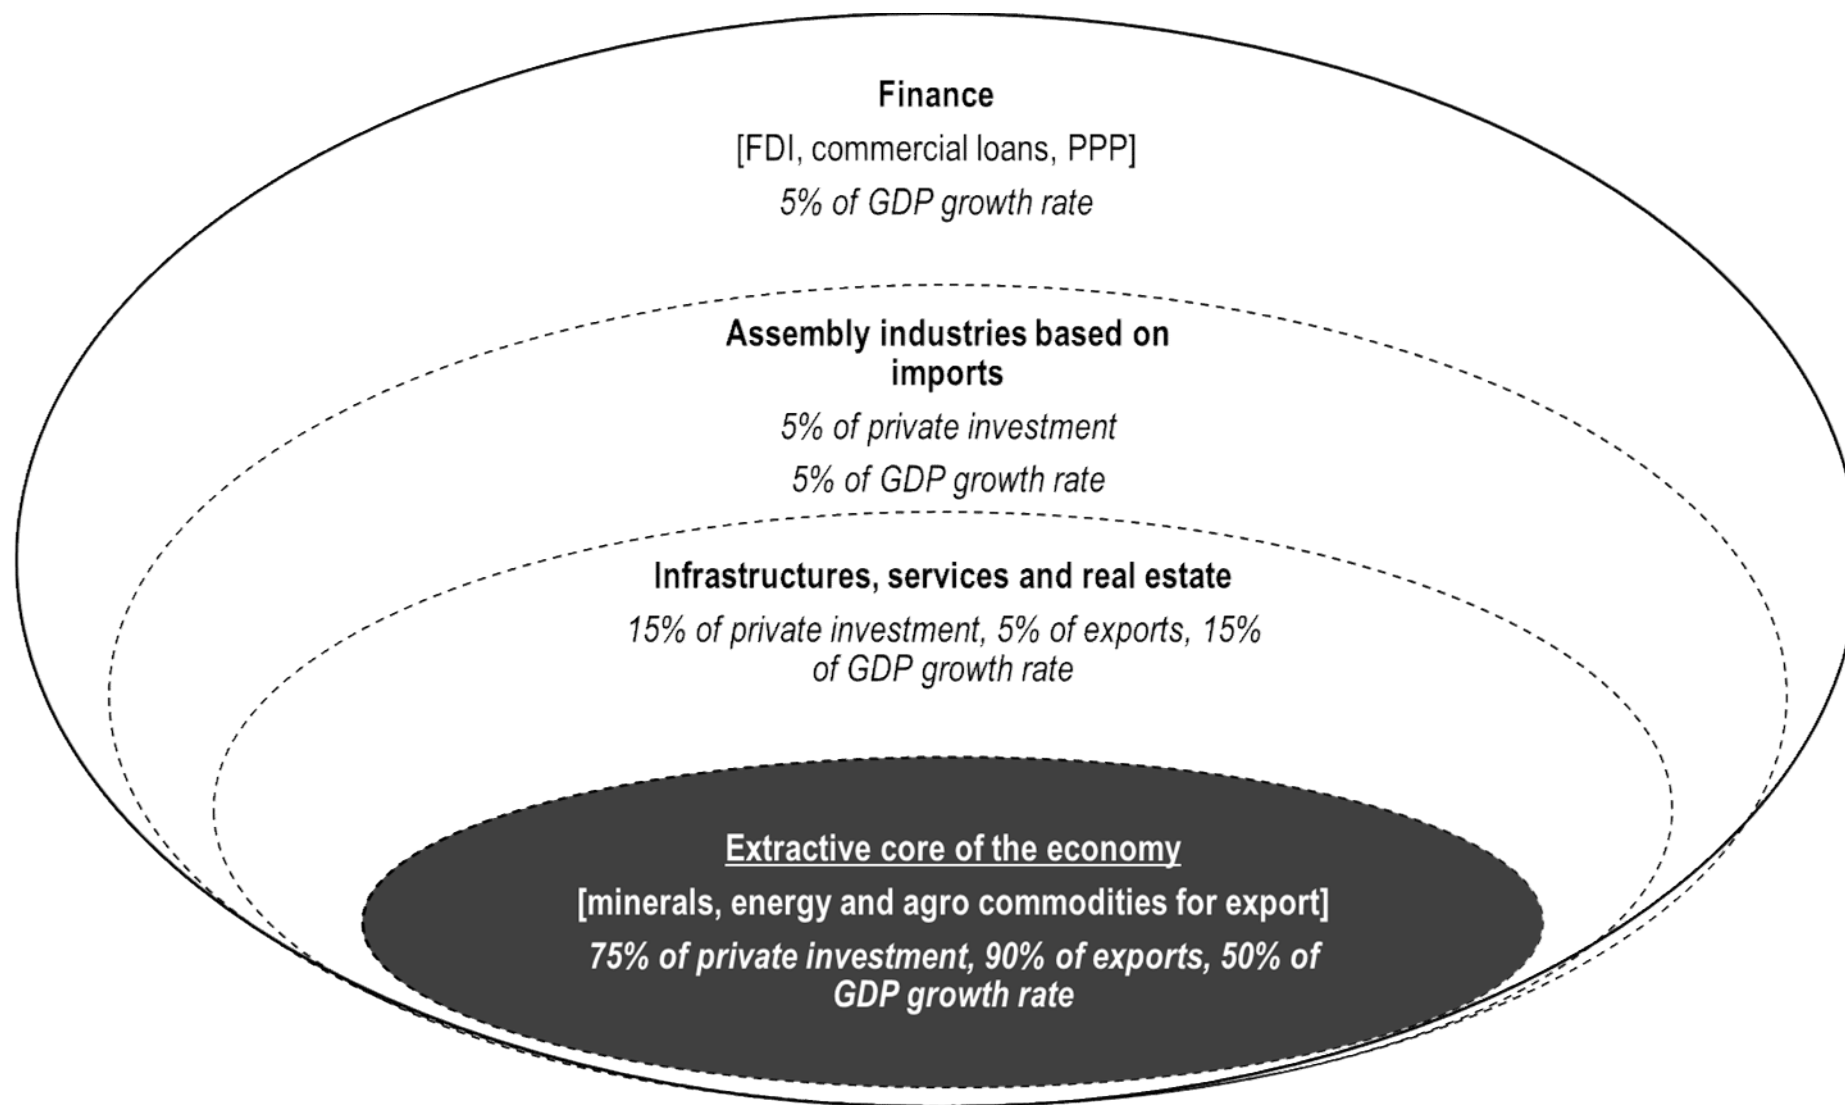 Finance
[FDI, commercial loans, PPP]
5% of GDP growth rate
Assembly industries based on
imports
5% of private investment
5% of GDP growth rate
Infrastructures, services and real estate
15% of private investment, 5% of exports, 15%
of GDP growth rate
Extractive core of the economy
[minerals, energy and agro commodities for export]
75% of private investment, 90% of exports, 50% of
GDP growth rate